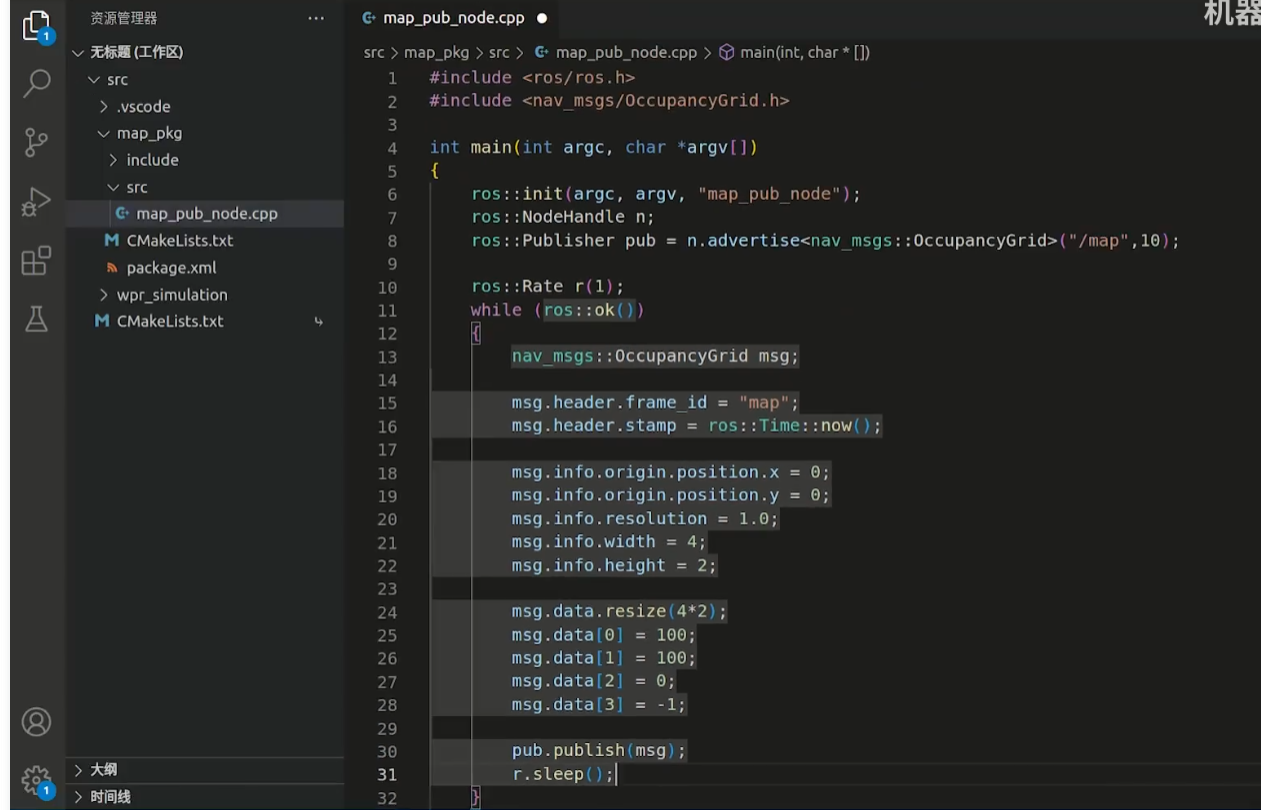 资源管理器
···
map_pub_node.cpp ●
机器
无标题 (工作区)
src > map_pkg > src > map_pub_node.cpp > main(int, char * [])
src
.vscode
map_pkg
include
src
map_pub_node.cpp
CMakeLists.txt
package.xml
wpr_simulation
CMakeLists.txt
大纲
时间线
1
1
1 #include <ros/ros.h>
2 #include <nav_msgs/OccupancyGrid.h>
3
4 int main(int argc, char *argv[])
5 {
6 ros::init(argc, argv, "map_pub_node");
7 ros::NodeHandle n;
8 ros::Publisher pub = n.advertise<nav_msgs::OccupancyGrid>("/map",10);
9
10 ros::Rate r(1);
11 while (ros::ok())
12 {
13 nav_msgs::OccupancyGrid msg;
14
15 msg.header.frame_id = "map";
16 msg.header.stamp = ros::Time::now();
17
18 msg.info.origin.position.x = 0;
19 msg.info.origin.position.y = 0;
20 msg.info.resolution = 1.0;
21 msg.info.width = 4;
22 msg.info.height = 2;
23
24 msg.data.resize(4*2);
25 msg.data[0] = 100;
26 msg.data[1] = 100;
27 msg.data[2] = 0;
28 msg.data[3] = -1;
29
30 pub.publish(msg);
31 r.sleep();
32 }